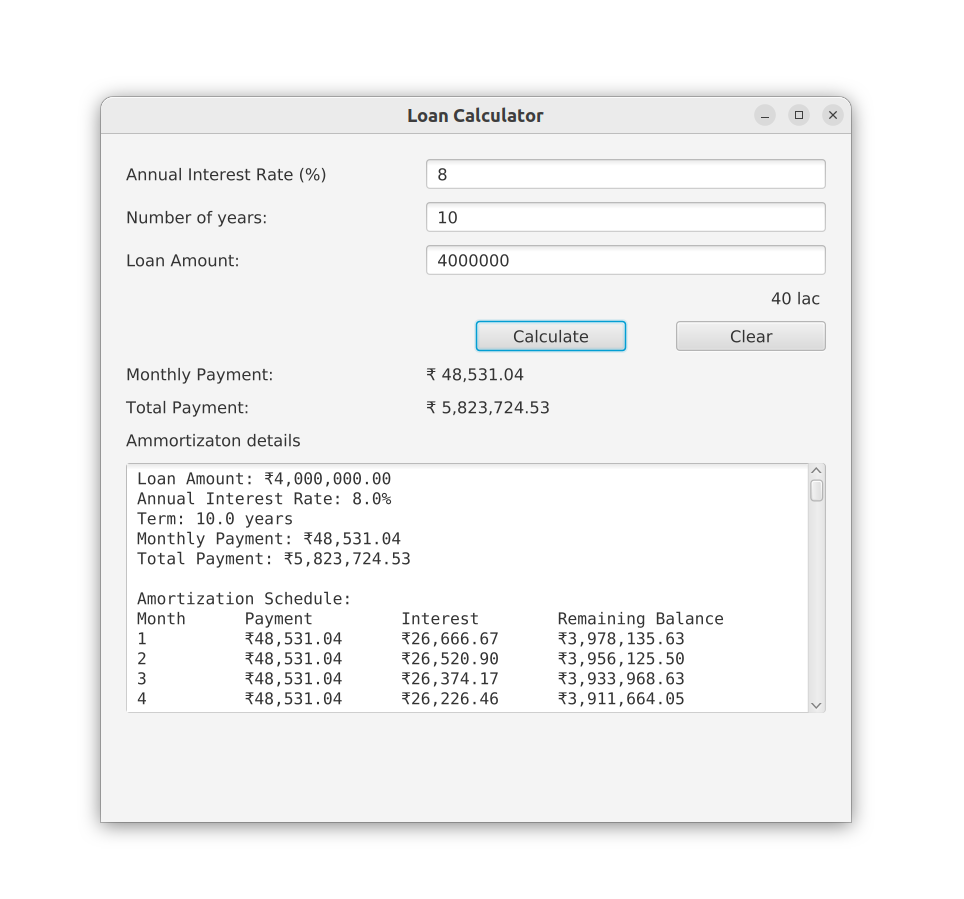 Loan Calculator
Annual Interest Rate (%) 8
Number of years: 10
Loan Amount: 4000000
40 lac
Calculate Clear
Monthly Payment: ₹ 48,531.04
Total Payment: ₹ 5,823,724.53
Ammortizaton details
Loan Amount: ₹4,000,000.00
Annual Interest Rate: 8.0%
Term: 10.0 years
Monthly Payment: ₹48,531.04
Total Payment: ₹5,823,724.53
Amortization Schedule:
Month Payment Interest Remaining Balance
1 ₹48,531.04 ₹26,666.67 ₹3,978,135.63
2 ₹48,531.04 ₹26,520.90 ₹3,956,125.50
3 ₹48,531.04 ₹26,374.17 ₹3,933,968.63
4 ₹48,531.04 ₹26,226.46 ₹3,911,664.05